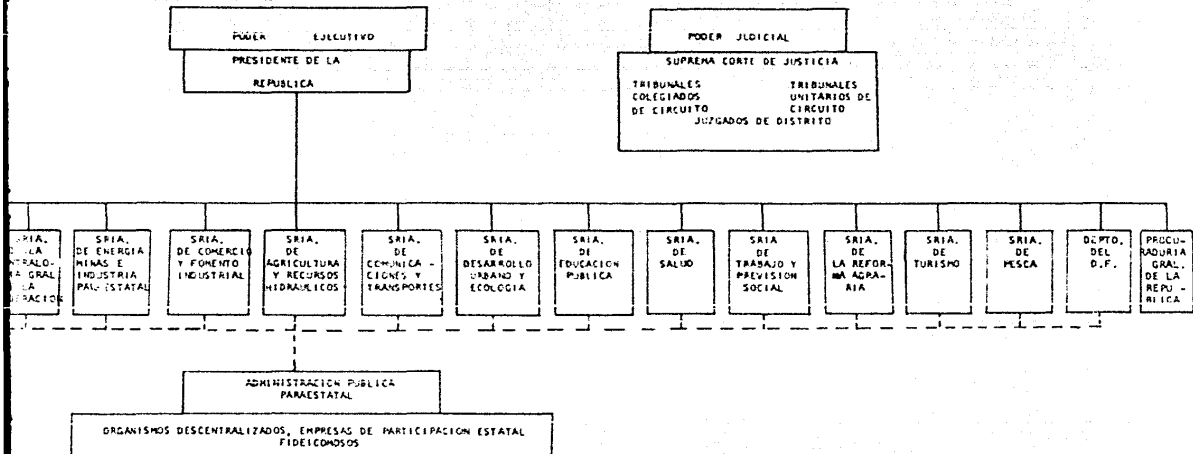 PODER EJECUTIVO
PRESIDENTE DE LA
REPUBLICA
PODER JUDICIAL
SUPREMA CORTE DE JUSTICIA
TRIBUNALES
COLEGIADOS
DE CIRCUITO
TRIBUNALES
UNITARIOS DE
CIRCUITO
JUZGADOS DE DISTRITO
SRIA.
LA
GRAL
LA
SRIA.
DE ENERGIA
MINAS E
INDUSTRIA
PARAESTATAL
SRIA.
DE COMERCIO
Y FOMENTO
INDUSTRIAL
SRIA.
DE
AGRICULTURA
Y RECURSOS
HIDRAULICOS
SRIA.
DE
COMUNICA -
CIONES Y
TRANSPORTES
SRIA.
DE
DESARROLLO
URBANO Y
ECOLOGIA
SRIA.
DE
EDUCACION
PUBLICA
SRIA.
DE
SALUD
SRIA
DE
TRABAJO Y
PREVISION
SOCIAL
SRIA.
DE
LA REFOR-
MA AGRA-
RIA
SRIA.
DE
TURISMO
SRIA.
DE
PESCA
DEPTO.
DEL
D.F.
PROCU-
RADURIA
GRAL.
DE LA
REPU -
BLICA
ADMINISTRACION PUBLICA
PARAESTATAL
ORGANISMOS DESCENTRALIZADOS, EMPRESAS DE PARTICIPACION ESTATAL
FIDEICOMOSOS